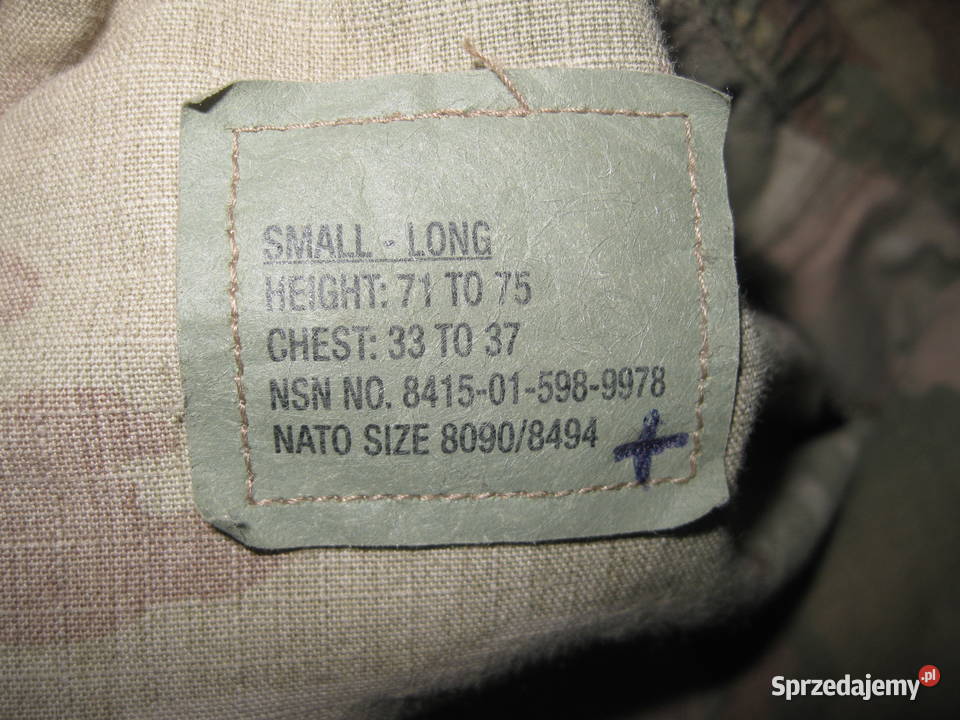 SMALL - LONG
HEIGHT: 71 TO 75
CHEST: 33 TO 37
NSN NO. 8415-01-598-9978
NATO SIZE 8090/8494
Sprzedajemy.pl